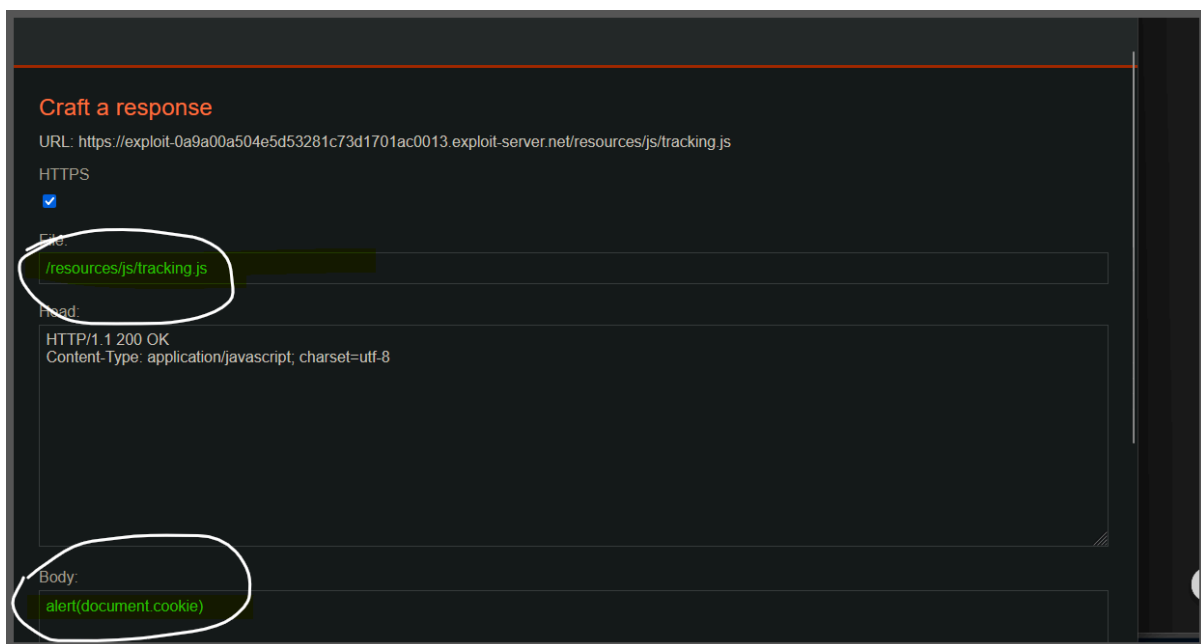 Craft a response
URL: https://exploit-0a9a00a504e5d53281c73d1701ac0013.exploit-server.net/resources/js/tracking.js
HTTPS
File:
/resources/js/tracking.js
Head:
HTTP/1.1 200 OK
Content-Type: application/javascript; charset=utf-8
Body:
alert(document.cookie)